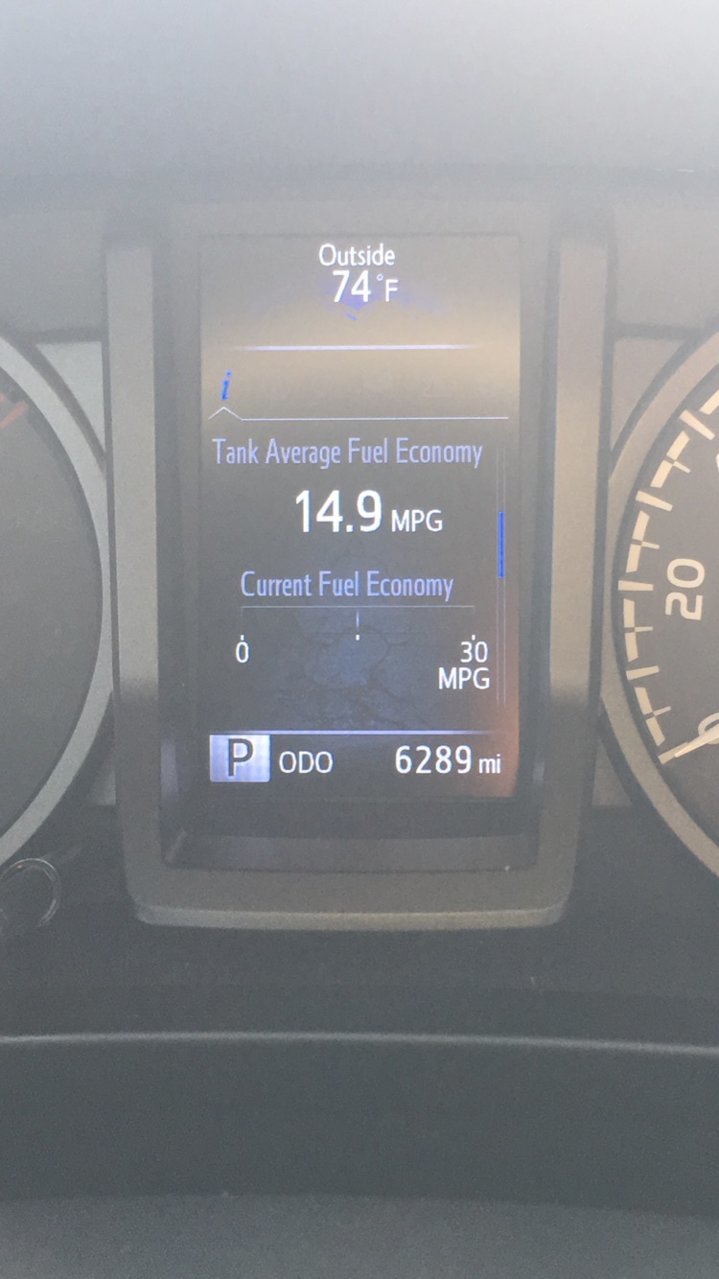 Outside
74°F
i
Tank Average Fuel Economy
14.9 MPG
Current Fuel Economy
0 30
MPG
P ODO 6289 mi
20
0